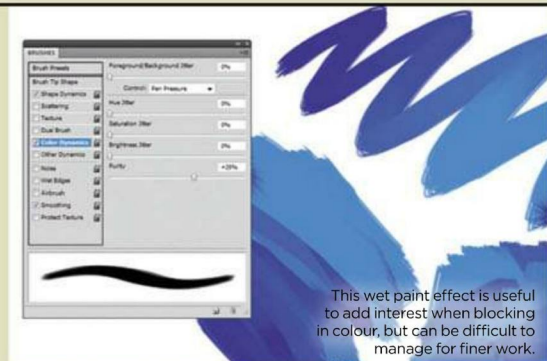 BRUSHES
Brush Presets
Brush Tip Shape
Shape Dynamics
Scattering
Texture
Dual Brush
Color Dynamics
Other Dynamics
Noise
Wet Edges
Airbrush
Smoothing
Protect Texture
Foreground/Background Jitter 0%
Control: Pen Pressure
Hue Jitter 0%
Saturation Jitter 0%
Brightness Jitter 0%
Purity +29%
This wet paint effect is useful
to add interest when blocking
in colour, but can be difficult to
manage for finer work.